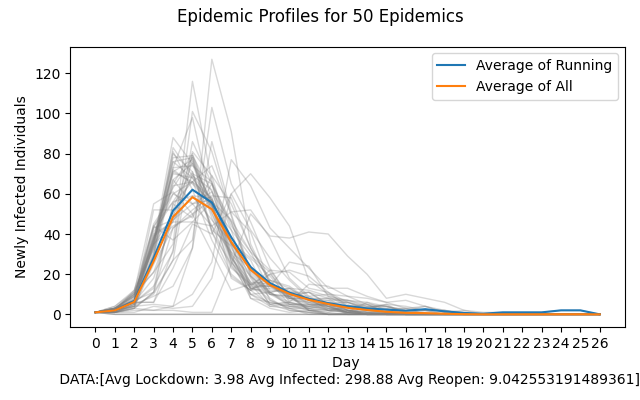 Epidemic Profiles for 50 Epidemics
Average of Running
Average of All
Newly Infected Individuals
120
100
80
60
40
20
0
0 1 2 3 4 5 6 7 8 9 10 11 12 13 14 15 16 17 18 19 20 21 22 23 24 25 26
Day
DATA:[Avg Lockdown: 3.98 Avg Infected: 298.88 Avg Reopen: 9.042553191489361]